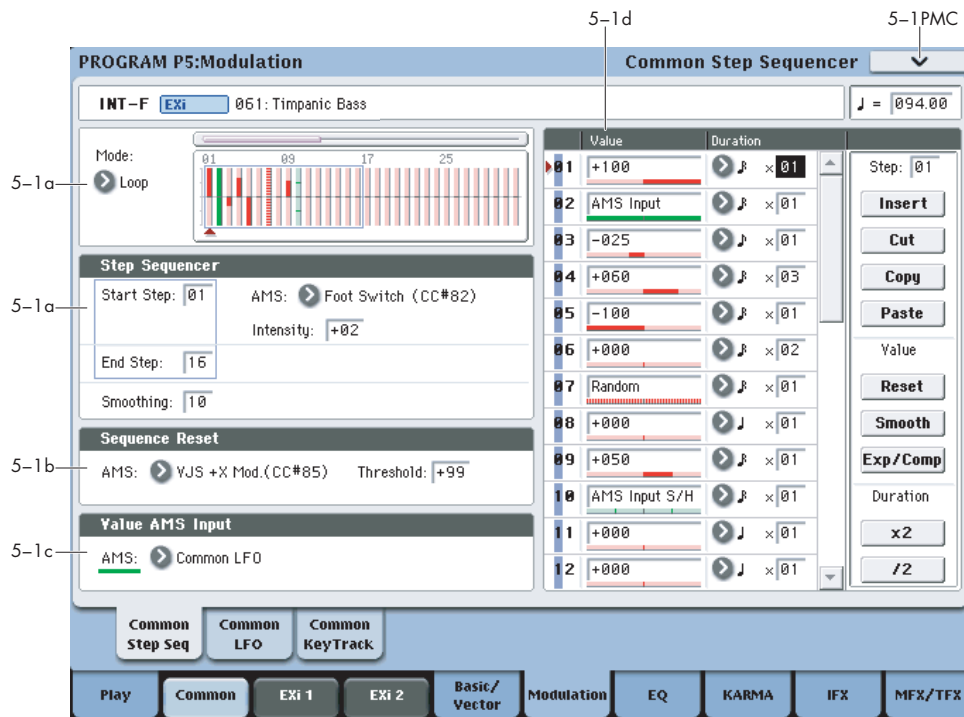 5-1d
5-1PMC
PROGRAM P5:Modulation
Common Step Sequencer
INT-F EXi 061: Timpanic Bass
♩ = 094.00
5-1a
Mode:
Loop
01 09 17 25
5-1a
Step Sequencer
Start Step: 01
AMS: Foot Switch (CC#82)
Intensity: +02
End Step: 16
Smoothing: 10
5-1b
Sequence Reset
AMS: VJS +X Mod.(CC#85) Threshold: +99
5-1c
Value AMS Input
AMS: Common LFO
Value Duration
01 +100 ×01
02 AMS Input ×01
03 -025 ×01
04 +060 ×03
05 -100 ×01
06 +000 ×02
07 Random ×01
08 +000 ×01
09 +050 ×01
10 AMS Input S/H ×01
11 +000 ×01
12 +000 ×01
Step: 01
Insert
Cut
Copy
Paste
Value
Reset
Smooth
Exp/Comp
Duration
x2
/2
Common Step Seq
Common LFO
Common KeyTrack
Play
Common
EXi 1
EXi 2
Basic/ Vector
Modulation
EQ
KARMA
IFX
MFX/TFX